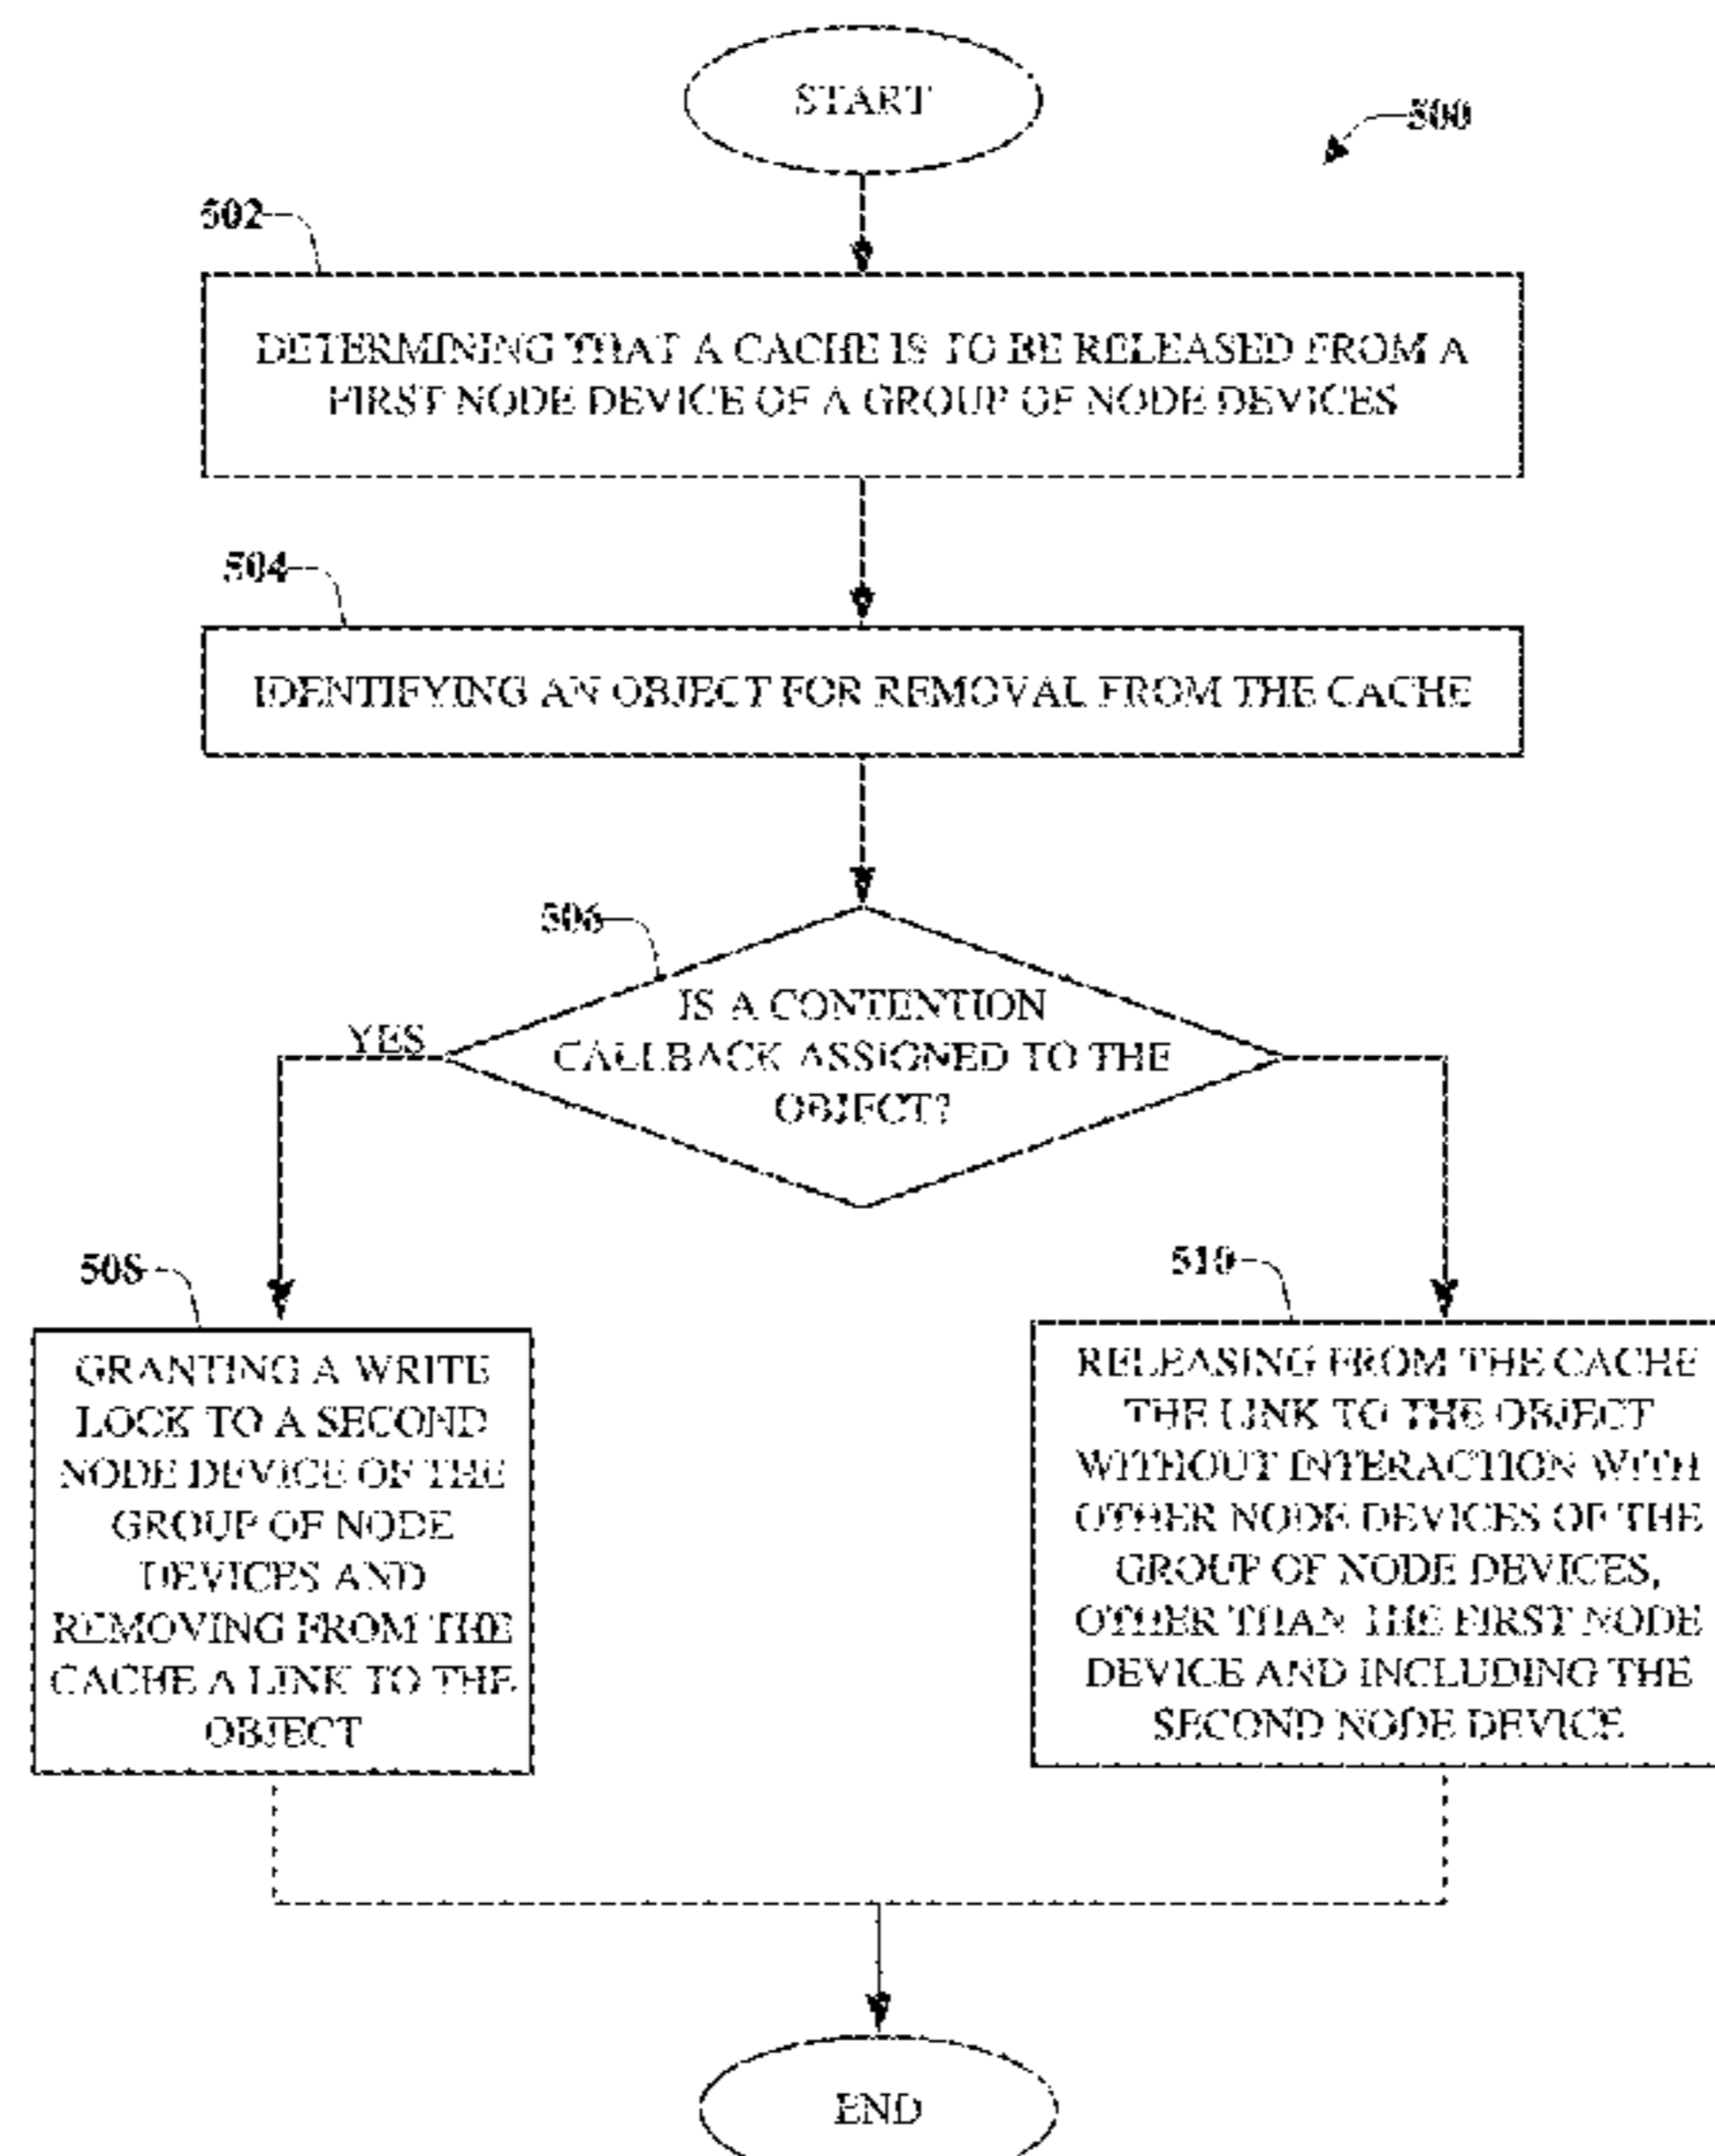 START
500
502
DETERMINING THAT A CACHE IS TO BE RELEASED FROM A
FIRST NODE DEVICE OF A GROUP OF NODE DEVICES
504
IDENTIFYING AN OBJECT FOR REMOVAL FROM THE CACHE
506
IS A CONTENTION
CALLBACK ASSIGNED TO THE
OBJECT?
YES
508
GRANTING A WRITE
LOCK TO A SECOND
NODE DEVICE OF THE
GROUP OF NODE
DEVICES AND
REMOVING FROM THE
CACHE A LINK TO THE
OBJECT
510
RELEASING FROM THE CACHE
THE LINK TO THE OBJECT
WITHOUT INTERACTION WITH
OTHER NODE DEVICES OF THE
GROUP OF NODE DEVICES,
OTHER THAN THE FIRST NODE
DEVICE AND INCLUDING THE
SECOND NODE DEVICE
END